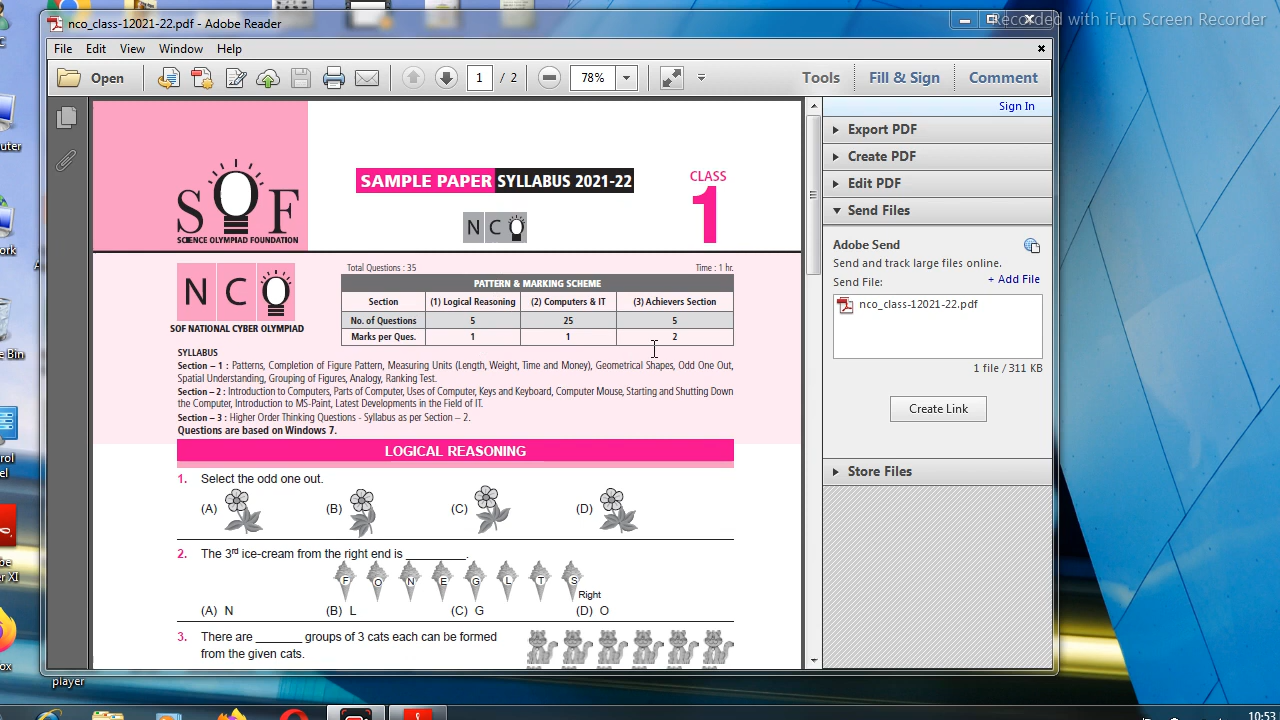 nco_class-12021-22.pdf - Adobe Reader
Recorded with iFun Screen Recorder
File Edit View Window Help
Open 1 / 2 78% Tools Fill & Sign Comment
Sign In
Export PDF
Create PDF
Edit PDF
Send Files
Adobe Send
Send and track large files online.
Send File: + Add File
nco_class-12021-22.pdf
1 file / 311 KB
Create Link
Store Files
SOF
SCIENCE OLYMPIAD FOUNDATION
SAMPLE PAPER SYLLABUS 2021-22
NCO
CLASS
1
NCO
SOF NATIONAL CYBER OLYMPIAD
Total Questions : 35 Time : 1 hr.
PATTERN & MARKING SCHEME
Section (1) Logical Reasoning (2) Computers & IT (3) Achievers Section
No. of Questions 5 25 5
Marks per Ques. 1 1 2
SYLLABUS
Section – 1 : Patterns, Completion of Figure Pattern, Measuring Units (Length, Weight, Time and Money), Geometrical Shapes, Odd One Out,
Spatial Understanding, Grouping of Figures, Analogy, Ranking Test.
Section – 2 : Introduction to Computers, Parts of Computer, Uses of Computer, Keys and Keyboard, Computer Mouse, Starting and Shutting Down
the Computer, Introduction to MS-Paint, Latest Developments in the Field of IT.
Section – 3 : Higher Order Thinking Questions - Syllabus as per Section – 2.
Questions are based on Windows 7.
LOGICAL REASONING
1. Select the odd one out.
(A) (B) (C) (D)
2. The 3rd ice-cream from the right end is _________.
F O N E G L T S
Right
(A) N (B) L (C) G (D) O
3. There are _______ groups of 3 cats each can be formed
from the given cats.
player
10:53